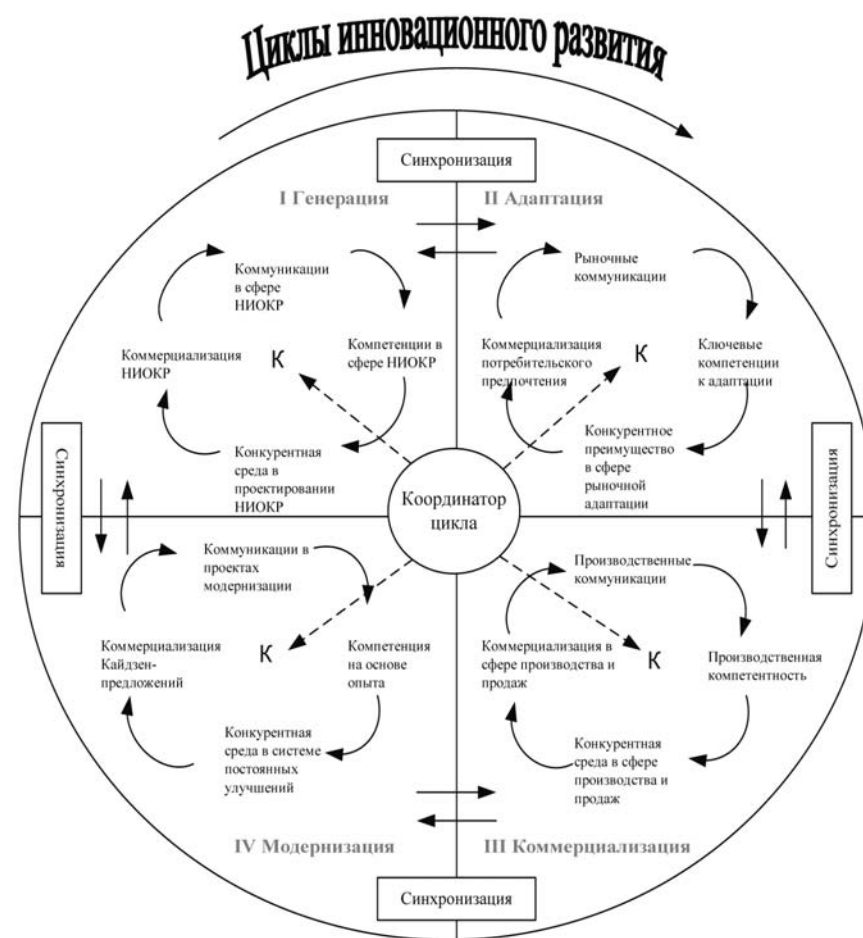 Циклы инновационного развития
Синхронизация
I Генерация
II Адаптация
Коммуникации
в сфере
НИОКР
Компетенции в
сфере НИОКР
Конкурентная
среда в
проектировании
НИОКР
Коммерциализация
НИОКР
К
Рыночные
коммуникации
Ключевые
компетенции
к адаптации
Конкурентное
преимущество
в сфере
рыночной
адаптации
Коммерциализация
потребительского
предпочтения
К
Синхронизация
Координатор
цикла
Синхронизация
Коммуникации в
проектах
модернизации
Компетенция
на основе
опыта
Конкурентная
среда в системе
постоянных
улучшений
Коммерциализация
Кайдзен-
предложений
К
Производственные
коммуникации
Производственная
компетентность
Конкурентная
среда в сфере
производства и
продаж
Коммерциализация в
сфере производства и
продаж
К
IV Модернизация
III Коммерциализация
Синхронизация